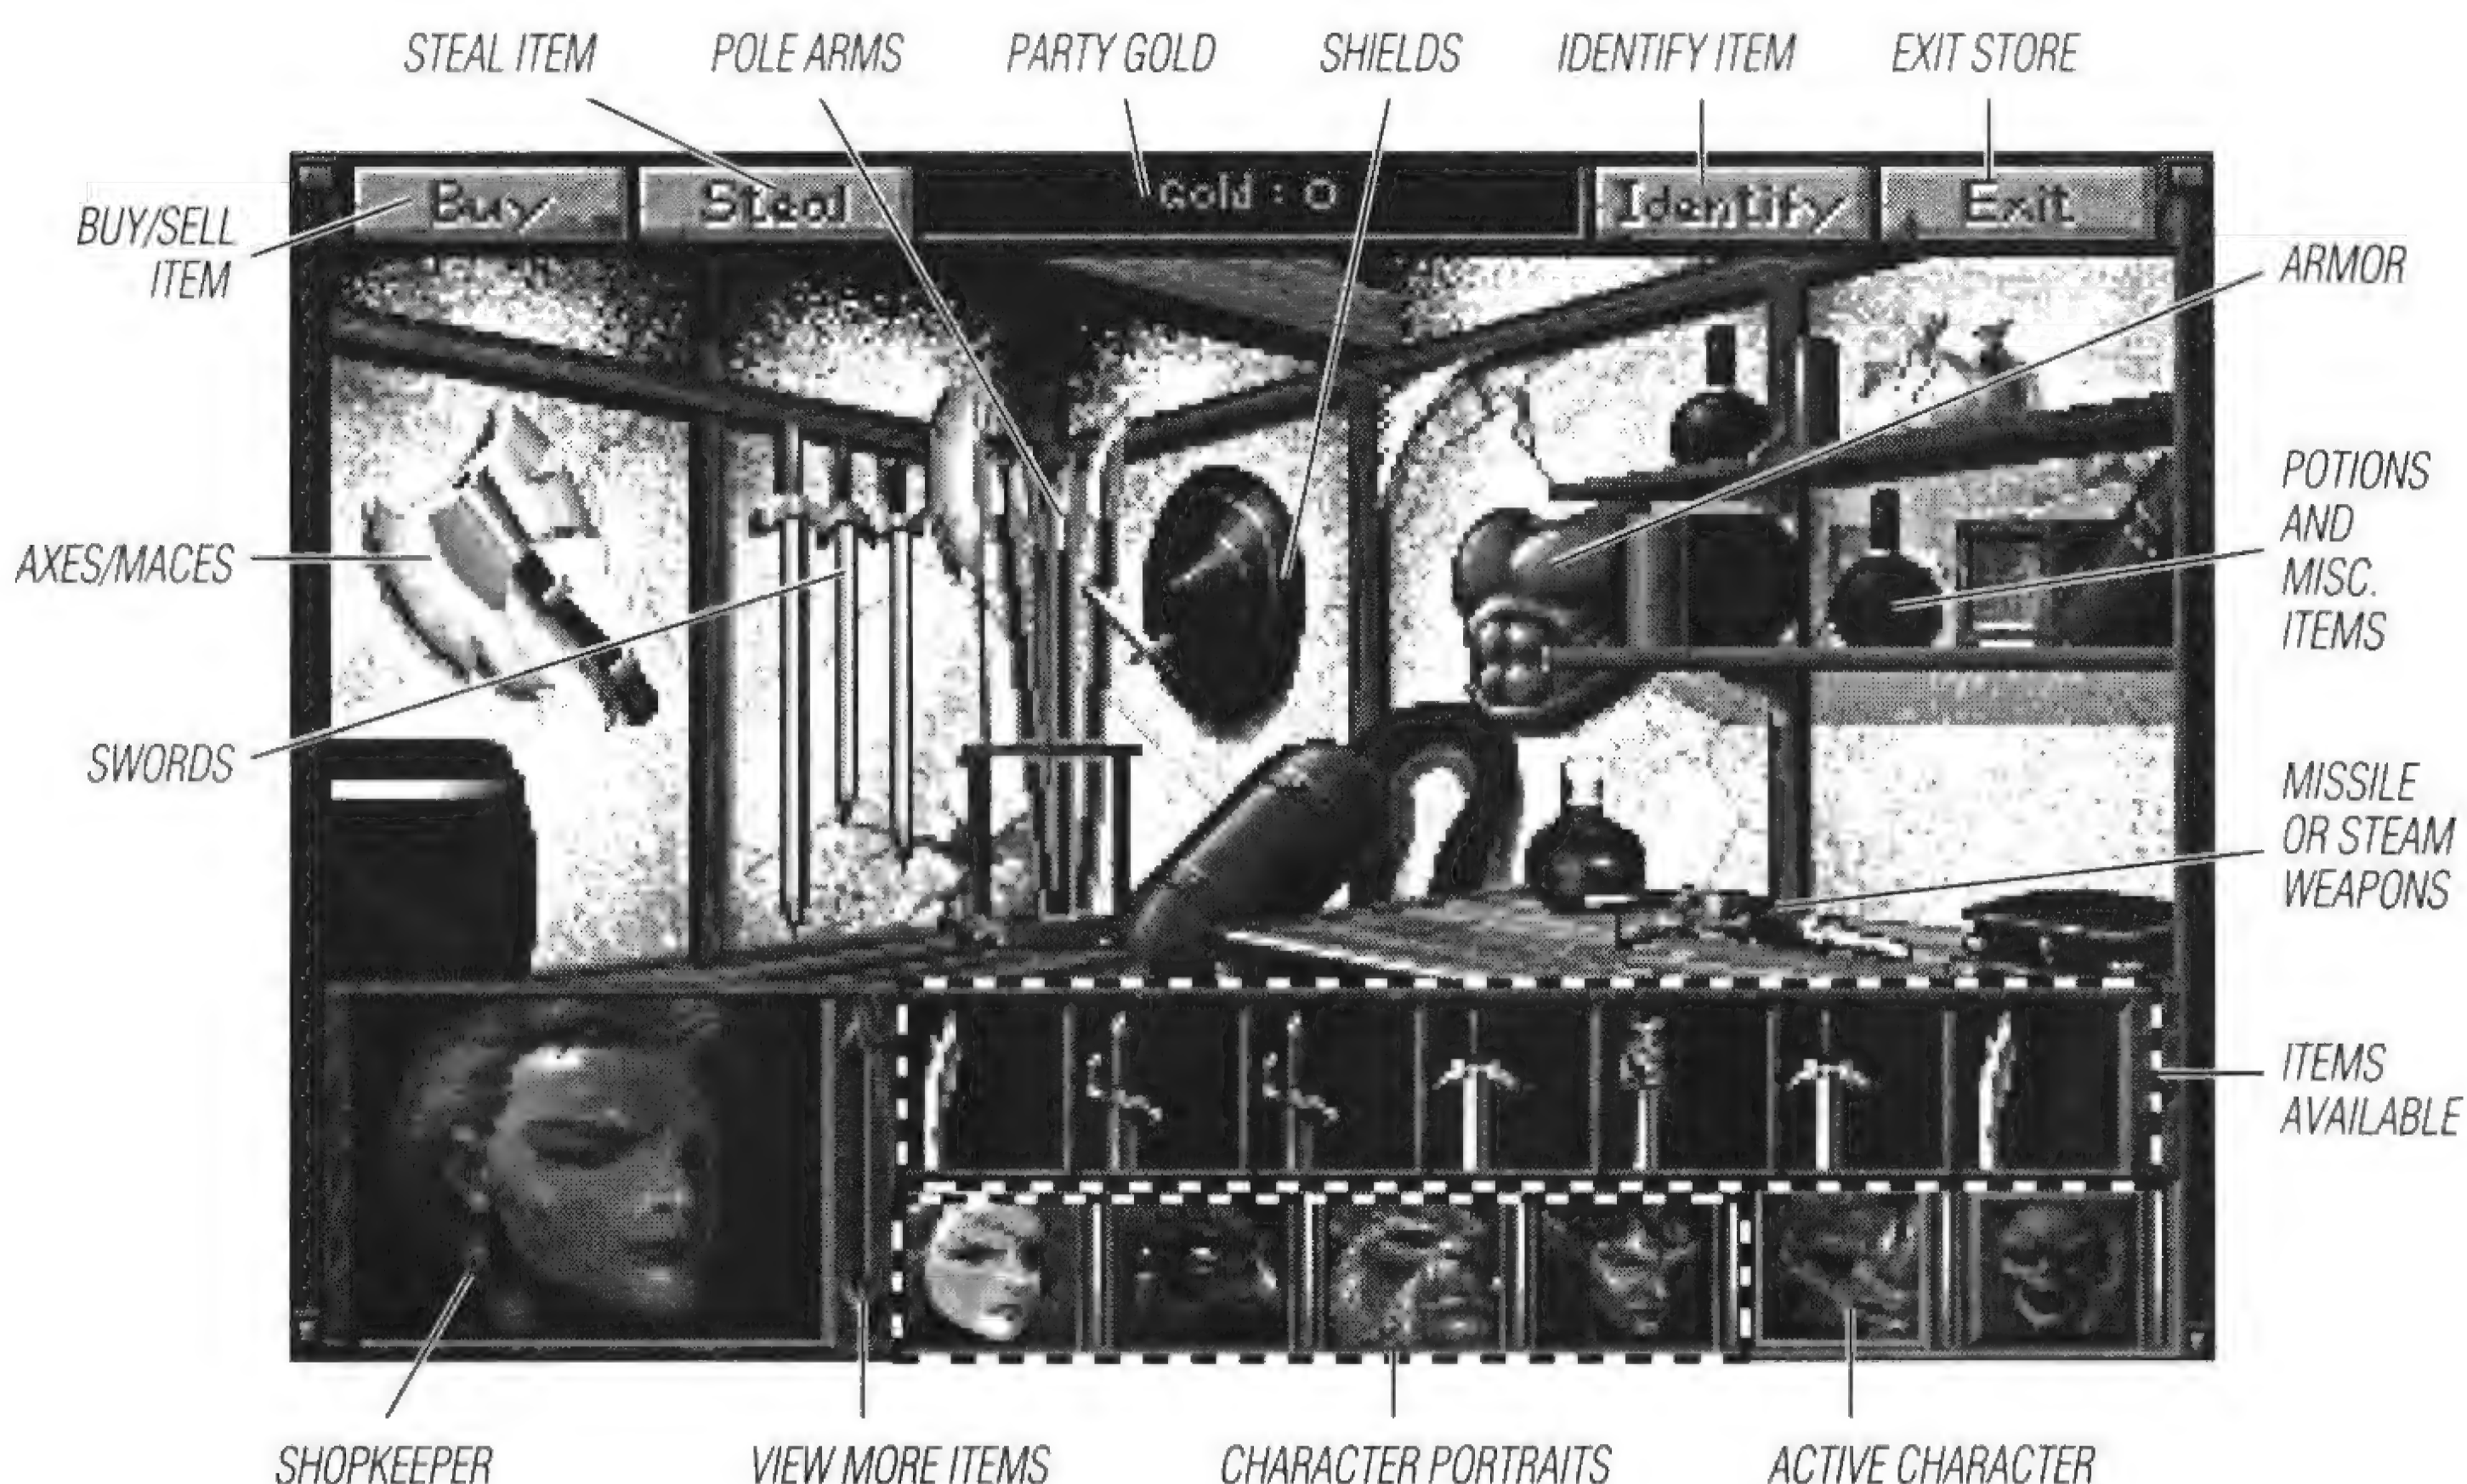 STEAL ITEM
POLE ARMS
PARTY GOLD
SHIELDS
IDENTIFY ITEM
EXIT STORE
Buy
Steal
Gold : 0
Identify
Exit
BUY/SELL
ITEM
ARMOR
POTIONS
AND
MISC.
ITEMS
AXES/MACES
SWORDS
MISSILE
OR STEAM
WEAPONS
ITEMS
AVAILABLE
SHOPKEEPER
VIEW MORE ITEMS
CHARACTER PORTRAITS
ACTIVE CHARACTER